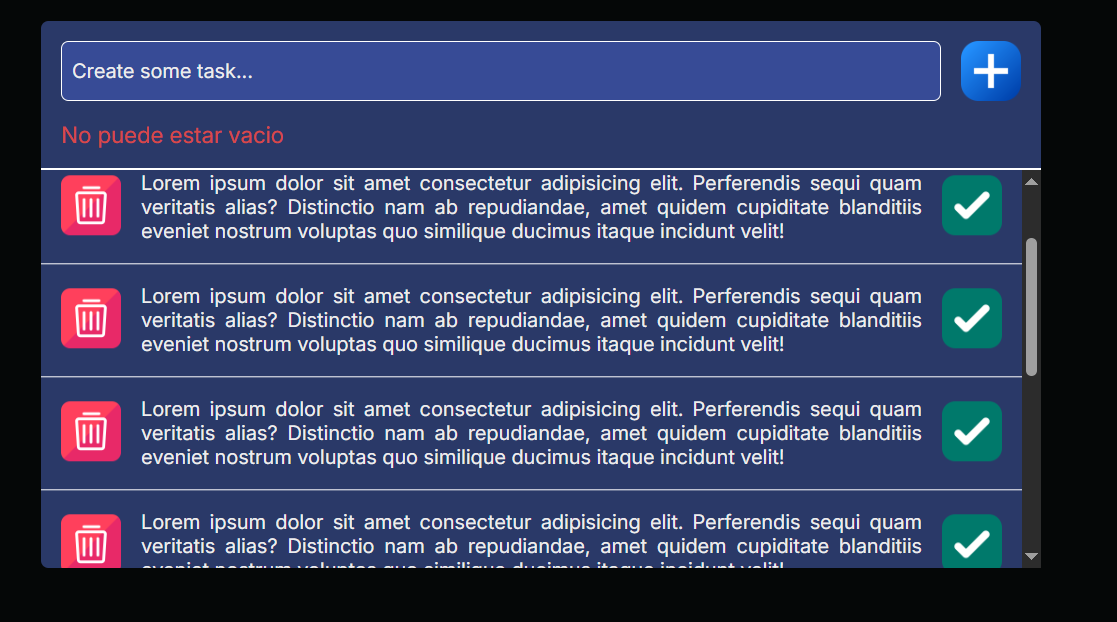 Create some task...
No puede estar vacio
Lorem ipsum dolor sit amet consectetur adipisicing elit. Perferendis sequi quam
veritatis alias? Distinctio nam ab repudiandae, amet quidem cupiditate blanditiis
eveniet nostrum voluptas quo similique ducimus itaque incidunt velit!
Lorem ipsum dolor sit amet consectetur adipisicing elit. Perferendis sequi quam
veritatis alias? Distinctio nam ab repudiandae, amet quidem cupiditate blanditiis
eveniet nostrum voluptas quo similique ducimus itaque incidunt velit!
Lorem ipsum dolor sit amet consectetur adipisicing elit. Perferendis sequi quam
veritatis alias? Distinctio nam ab repudiandae, amet quidem cupiditate blanditiis
eveniet nostrum voluptas quo similique ducimus itaque incidunt velit!
Lorem ipsum dolor sit amet consectetur adipisicing elit. Perferendis sequi quam
veritatis alias? Distinctio nam ab repudiandae, amet quidem cupiditate blanditiis